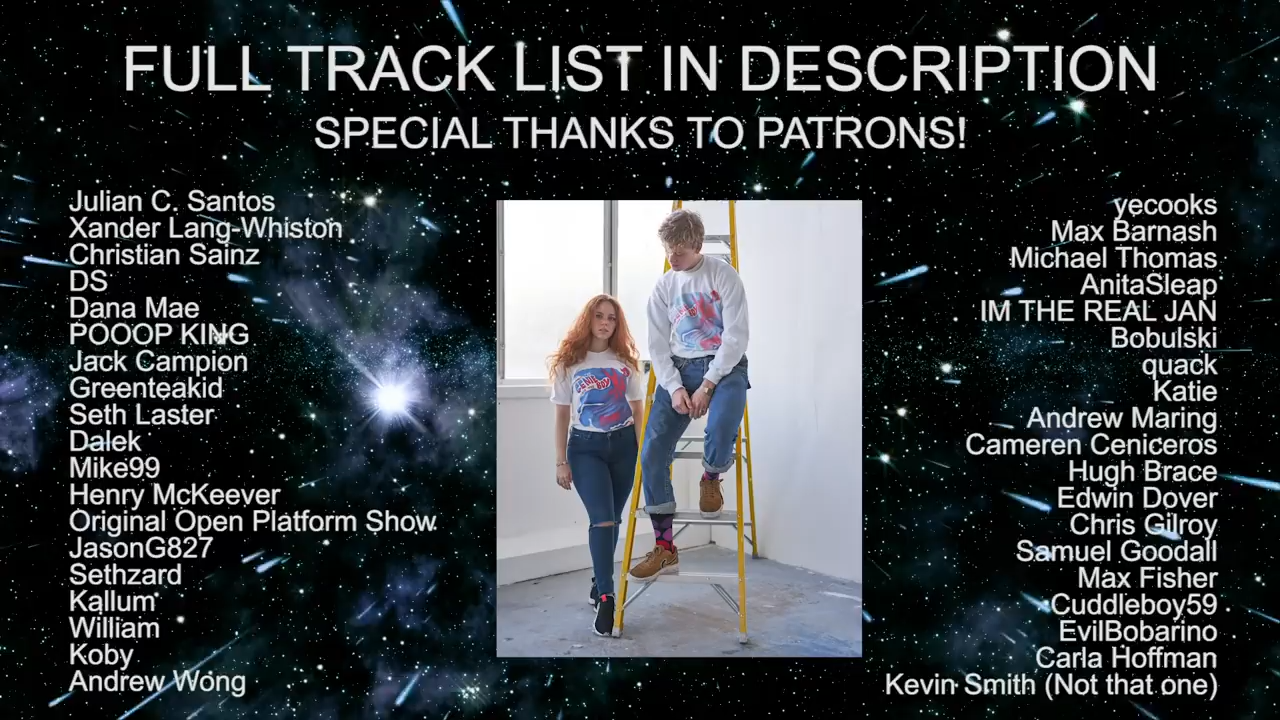 FULL TRACK LIST IN DESCRIPTION
SPECIAL THANKS TO PATRONS!
Julian C. Santos
Xander Lang-Whiston
Christian Sainz
DS
Dana Mae
POOOP KING
Jack Campion
Greenteakid
Seth Laster
Dalek
Mike99
Henry McKeever
Original Open Platform Show
JasonG827
Sethzard
Kallum
William
Koby
Andrew Wong
yecooks
Max Barnash
Michael Thomas
AnitaSleap
IM THE REAL JAN
Bobulski
quack
Katie
Andrew Maring
Cameren Ceniceros
Hugh Brace
Edwin Dover
Chris Gilroy
Samuel Goodall
Max Fisher
Cuddleboy59
EvilBobarino
Carla Hoffman
Kevin Smith (Not that one)